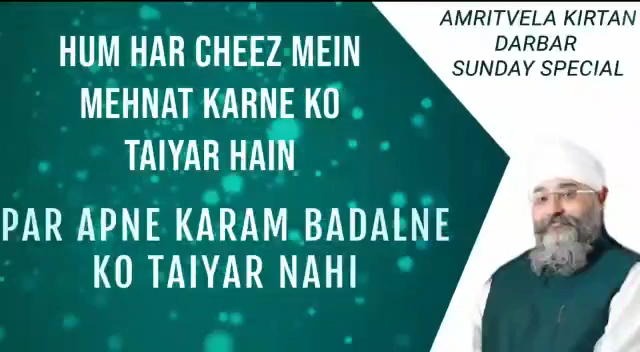 HUM HAR CHEEZ MEIN
MEHNAT KARNE KO
TAIYAR HAIN
PAR APNE KARAM BADALNE
KO TAIYAR NAHI
AMRITVELA KIRTAN
DARBAR
SUNDAY SPECIAL